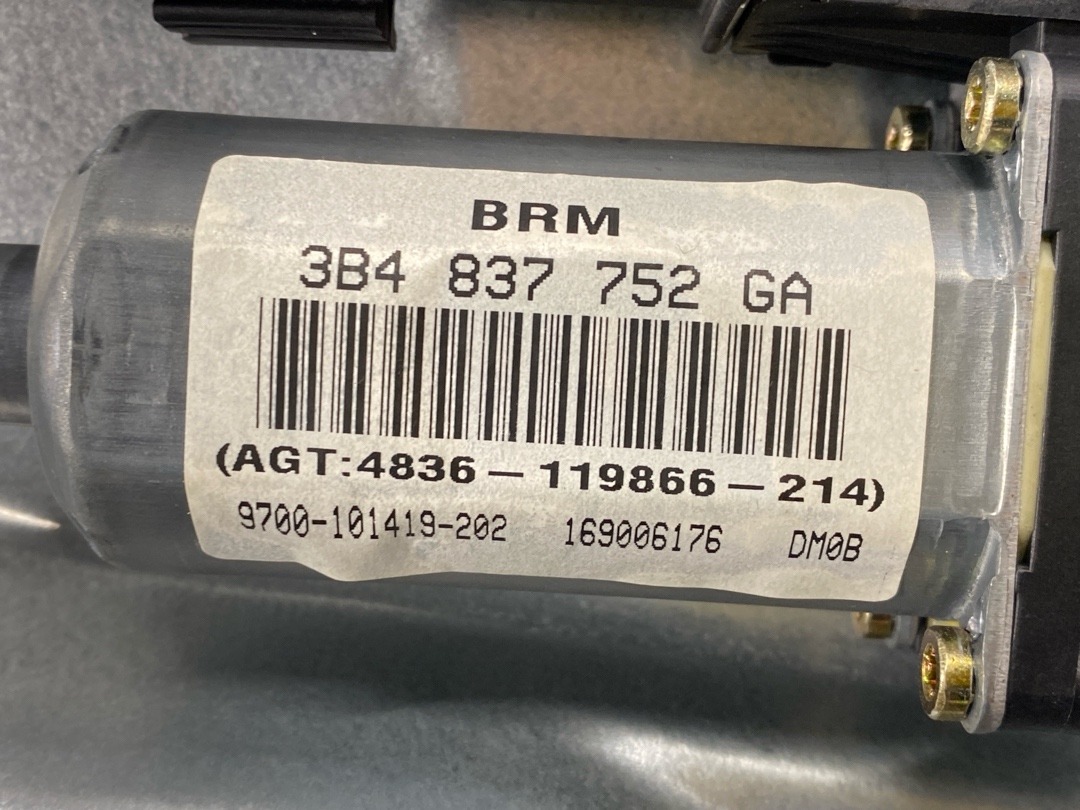 BRM
3B4 837 752 GA
(AGT:4836-119866-214)
9700-101419-202 169006176 DM0B